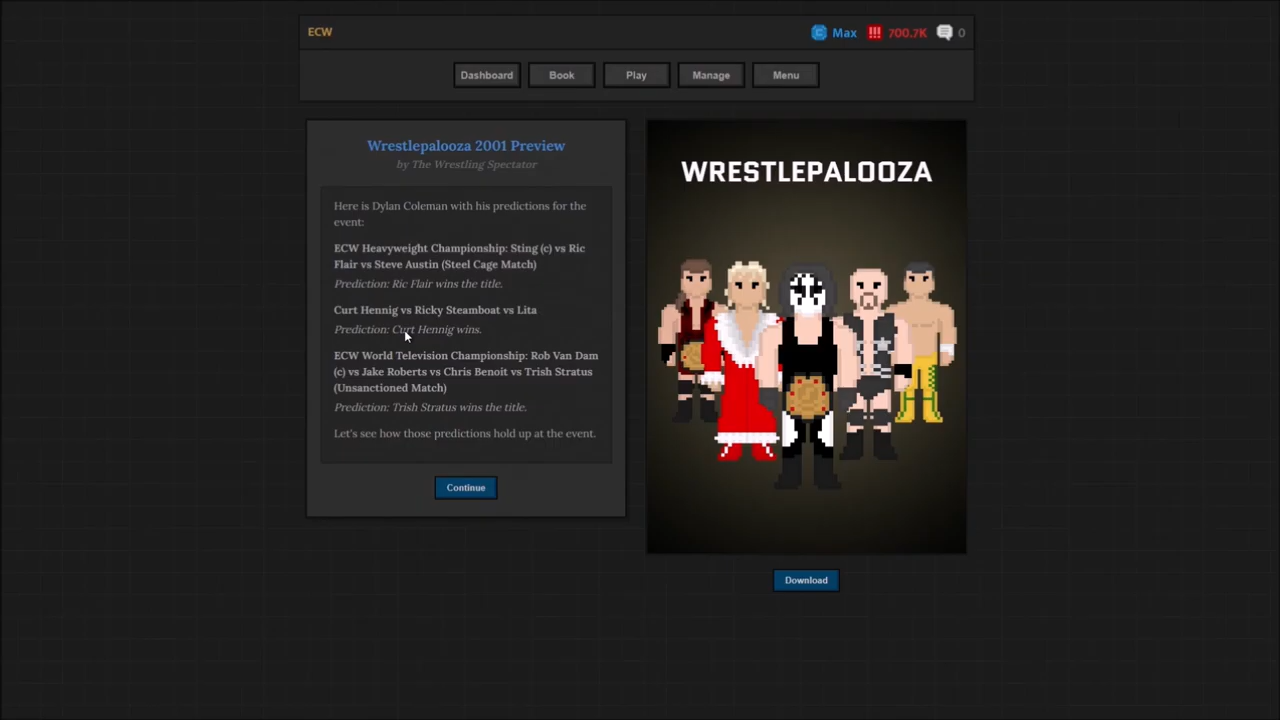 ECW
Max
700.7K
0
Dashboard
Book
Play
Manage
Menu
Wrestlepalooza 2001 Preview
by The Wrestling Spectator
Here is Dylan Coleman with his predictions for the
event:
ECW Heavyweight Championship: Sting (c) vs Ric
Flair vs Steve Austin (Steel Cage Match)
Prediction: Ric Flair wins the title.
Curt Hennig vs Ricky Steamboat vs Lita
Prediction: Curt Hennig wins.
ECW World Television Championship: Rob Van Dam
(c) vs Jake Roberts vs Chris Benoit vs Trish Stratus
(Unsanctioned Match)
Prediction: Trish Stratus wins the title.
Let's see how those predictions hold up at the event.
Continue
WRESTLEPALOOZA
Download